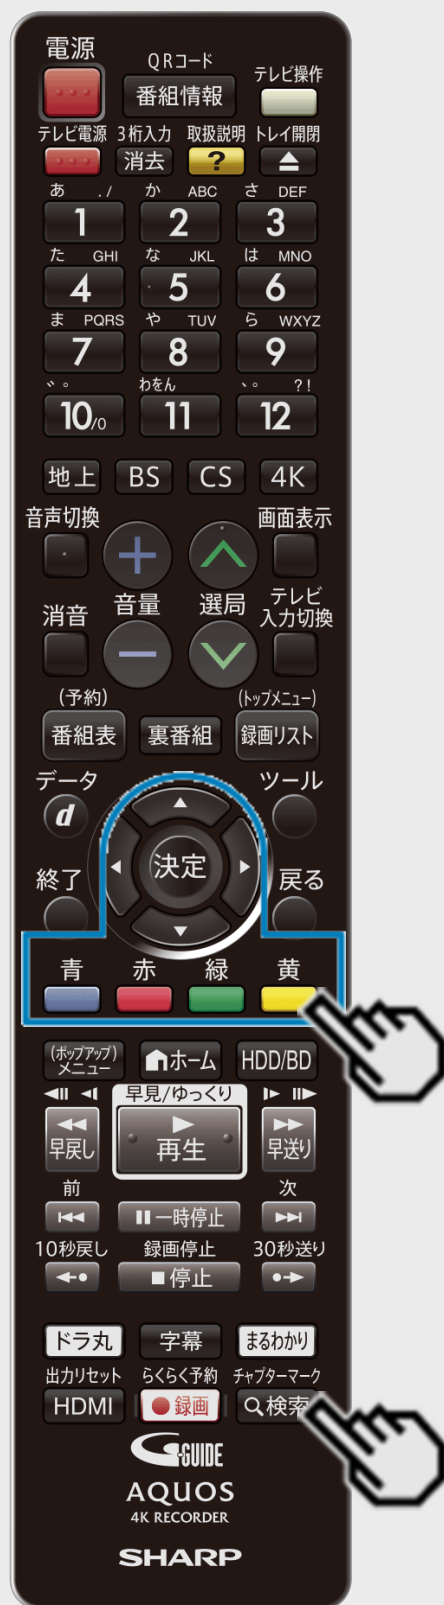 電源
QRコード
番組情報
テレビ操作
テレビ電源 3桁入力 取扱説明 トレイ開閉
消去 ?
あ ./ か ABC さ DEF
1 2 3
た GHI な JKL は MNO
4 5 6
ま PQRS や TUV ら WXYZ
7 8 9
゛゜ わをん 、。 ?!
10/0 11 12
地上 BS CS 4K
音声切換 画面表示
消音 音量 選局 テレビ
入力切換
(予約) (トップメニュー)
番組表 裏番組 録画リスト
データ ツール
d
決定
終了 戻る
青 赤 緑 黄
(ポップアップ)
メニュー ホーム HDD/BD
早見/ゆっくり
早戻し 再生 早送り
前 次
一時停止
10秒戻し 録画停止 30秒送り
停止
ドラ丸 字幕 まるわかり
出力リセット らくらく予約 チャプターマーク
HDMI 録画 検索
G-GUIDE
AQUOS
4K RECORDER
SHARP